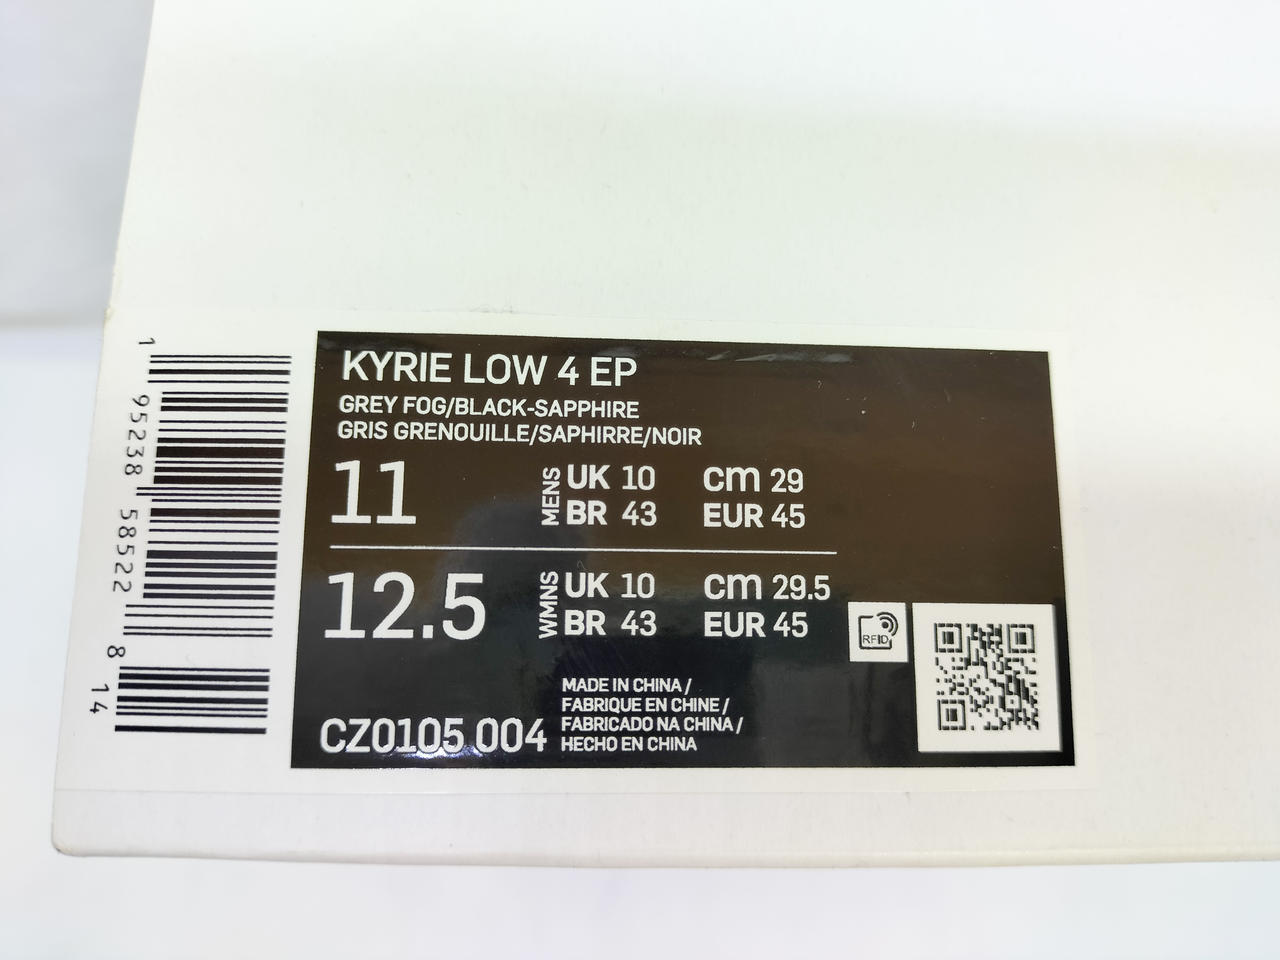 KYRIE LOW 4 EP
GREY FOG/BLACK-SAPPHIRE
GRIS GRENOUILLE/SAPHIRRE/NOIR
11 MENS UK 10 cm 29
BR 43 EUR 45
12.5 WMNS UK 10 cm 29.5
BR 43 EUR 45
RFID
CZ0105 004
MADE IN CHINA /
FABRIQUE EN CHINE /
FABRICADO NA CHINA /
HECHO EN CHINA
1 95238 58522 8 14